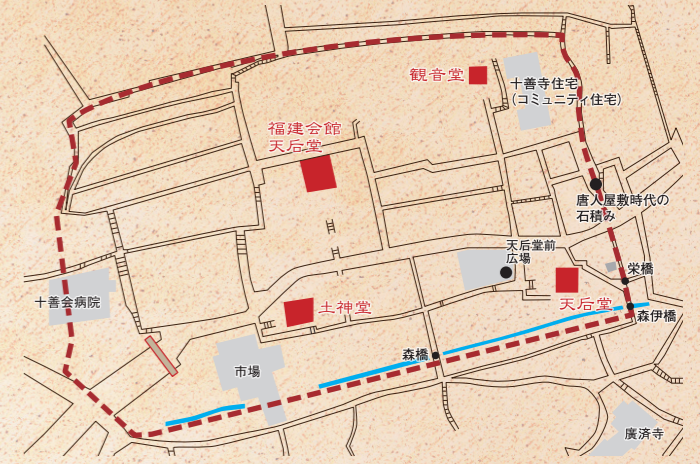 観音堂
十善寺住宅
（コミュニティ住宅）
福建会館
天后堂
唐人屋敷時代の
石積み
天后堂前
広場
栄橋
十善会病院
土神堂
天后堂
森伊橋
森橋
市場
廣済寺